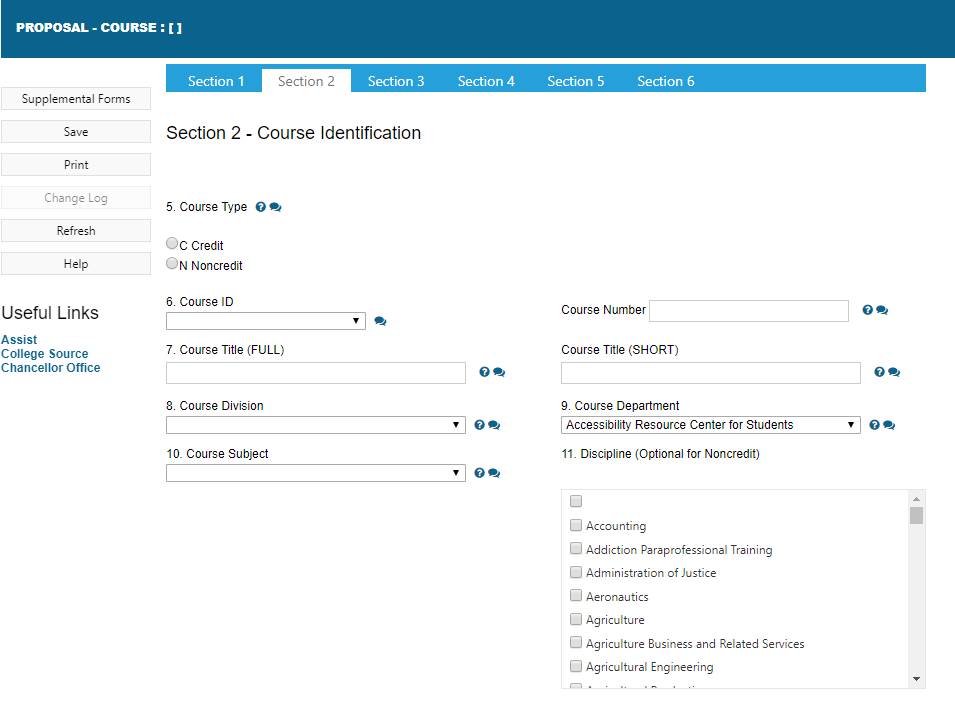 PROPOSAL - COURSE : [ ]
Section 1 Section 2 Section 3 Section 4 Section 5 Section 6
Supplemental Forms
Save
Print
Change Log
Refresh
Help
Useful Links
Assist
College Source
Chancellor Office
Section 2 - Course Identification
5. Course Type
C Credit
N Noncredit
6. Course ID
Course Number
7. Course Title (FULL)
Course Title (SHORT)
8. Course Division
9. Course Department
Accessibility Resource Center for Students
10. Course Subject
11. Discipline (Optional for Noncredit)
Accounting
Addiction Paraprofessional Training
Administration of Justice
Aeronautics
Agriculture
Agriculture Business and Related Services
Agricultural Engineering